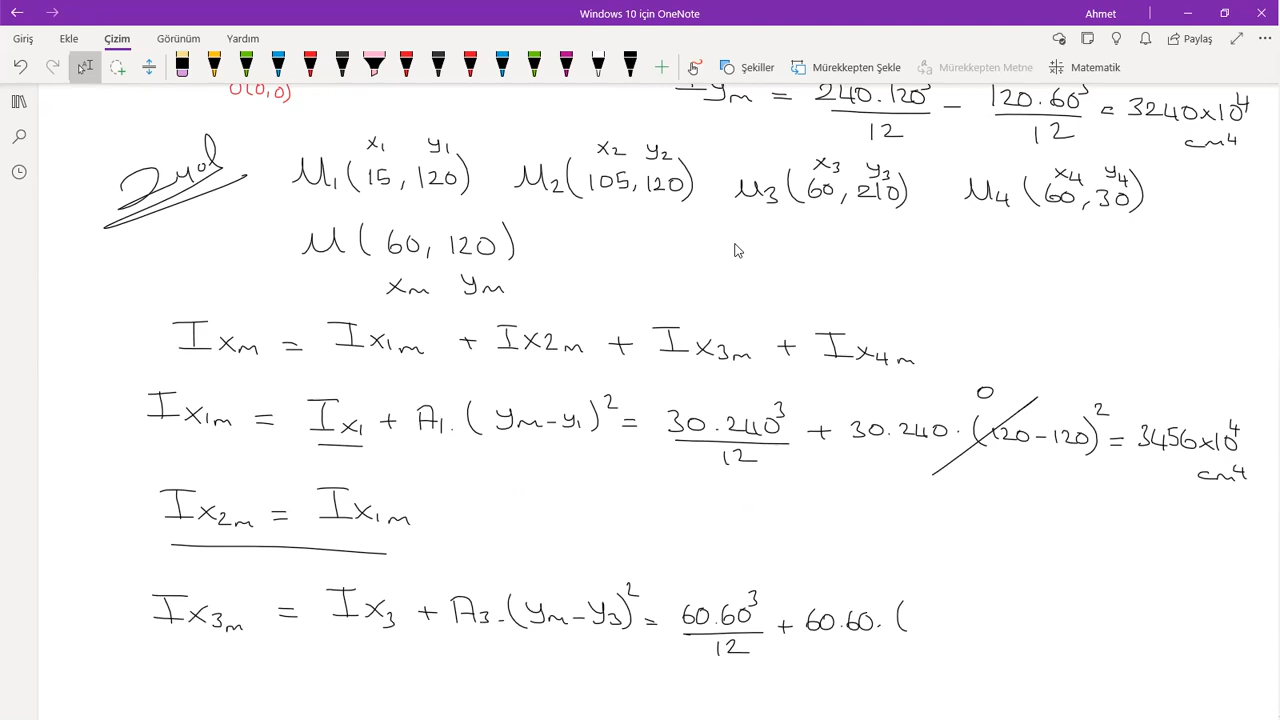 Windows 10 için OneNote
Ahmet
Giriş Ekle Çizim Görünüm Yardım
Paylaş
Şekiller Mürekkepten Şekle Mürekkepten Metne Matematik
O(0,0)
Iym = 240.120³/12 − 120.60³/12 = 3240x10⁴ cm⁴
2.yol
x1 y1 x2 y2 x3 y3 x4 y4
M1(15, 120) M2(105, 120) M3(60, 210) M4(60, 30)
M(60, 120)
xm ym
Ixm = Ix1m + Ix2m + Ix3m + Ix4m
Ix1m = Ix1 + A1.(ym−y1)² = 30.240³/12 + 30.240.(120−120)² 0 = 3456x10⁴ cm⁴
Ix2m = Ix1m
Ix3m = Ix3 + A3.(ym−y3)² = 60.60³/12 + 60.60.(